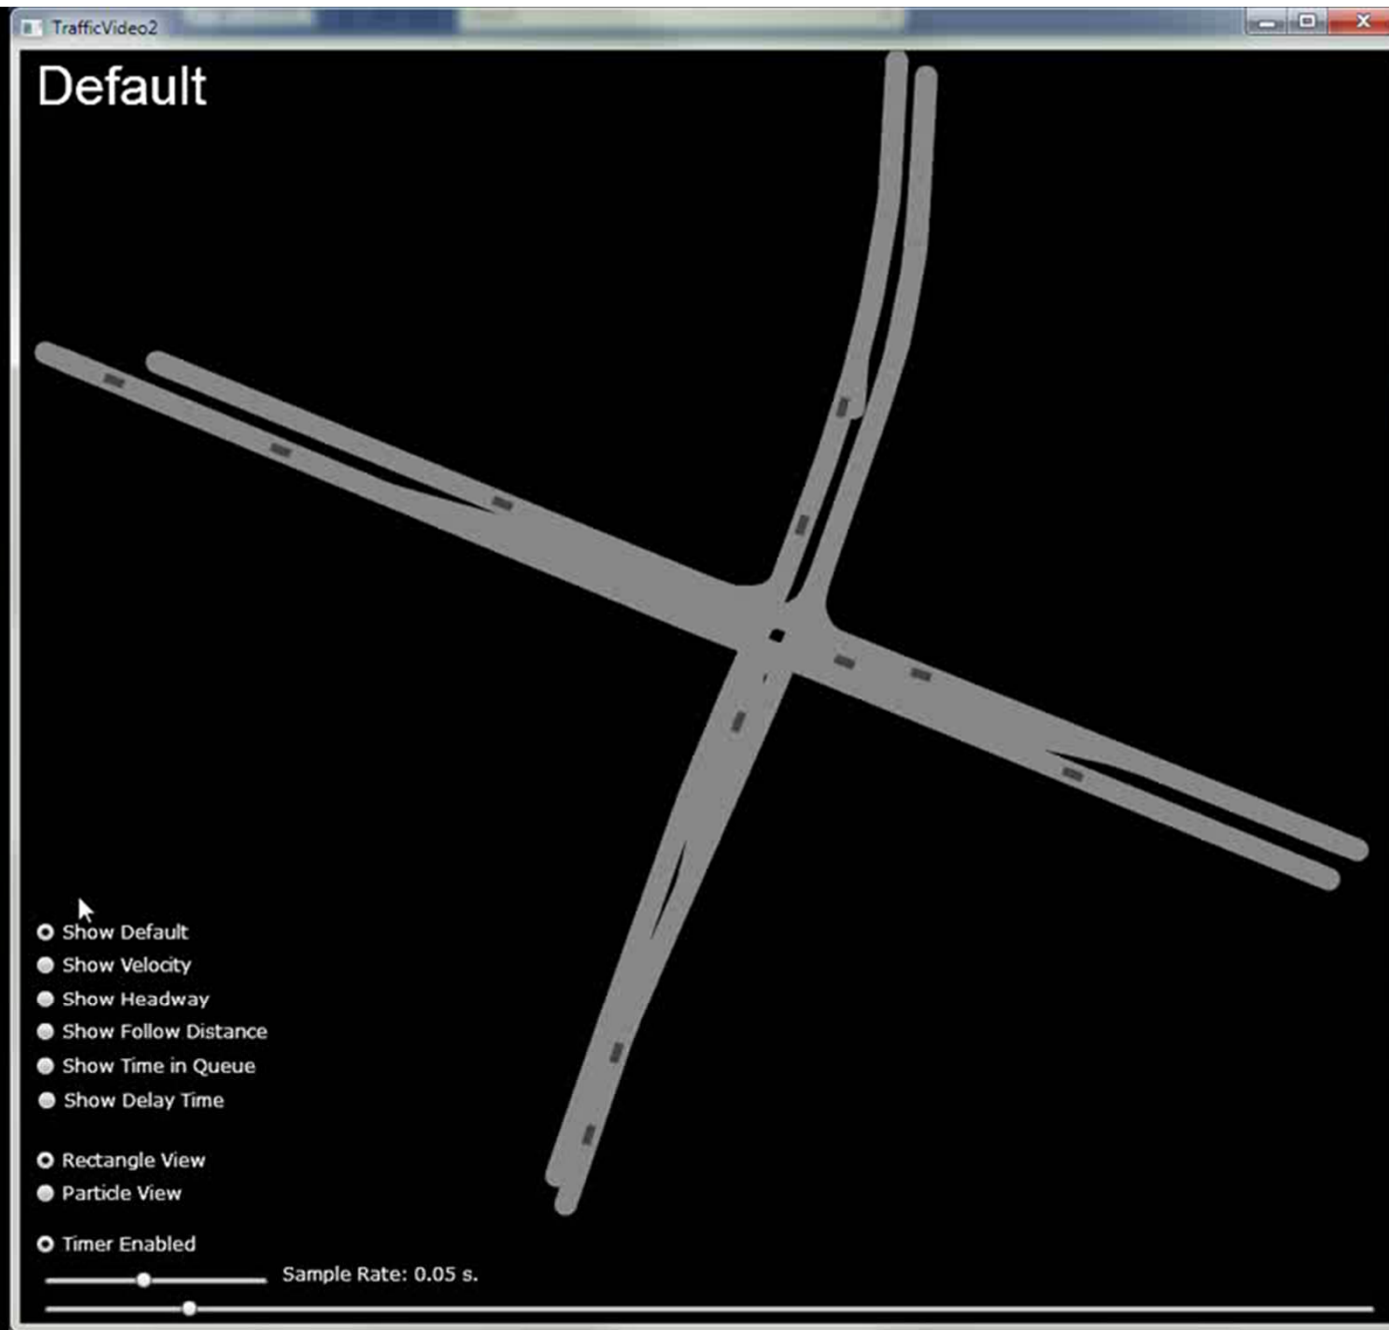 TrafficVideo2
Default
Show Default
Show Velocity
Show Headway
Show Follow Distance
Show Time in Queue
Show Delay Time
Rectangle View
Particle View
Timer Enabled
Sample Rate: 0.05 s.